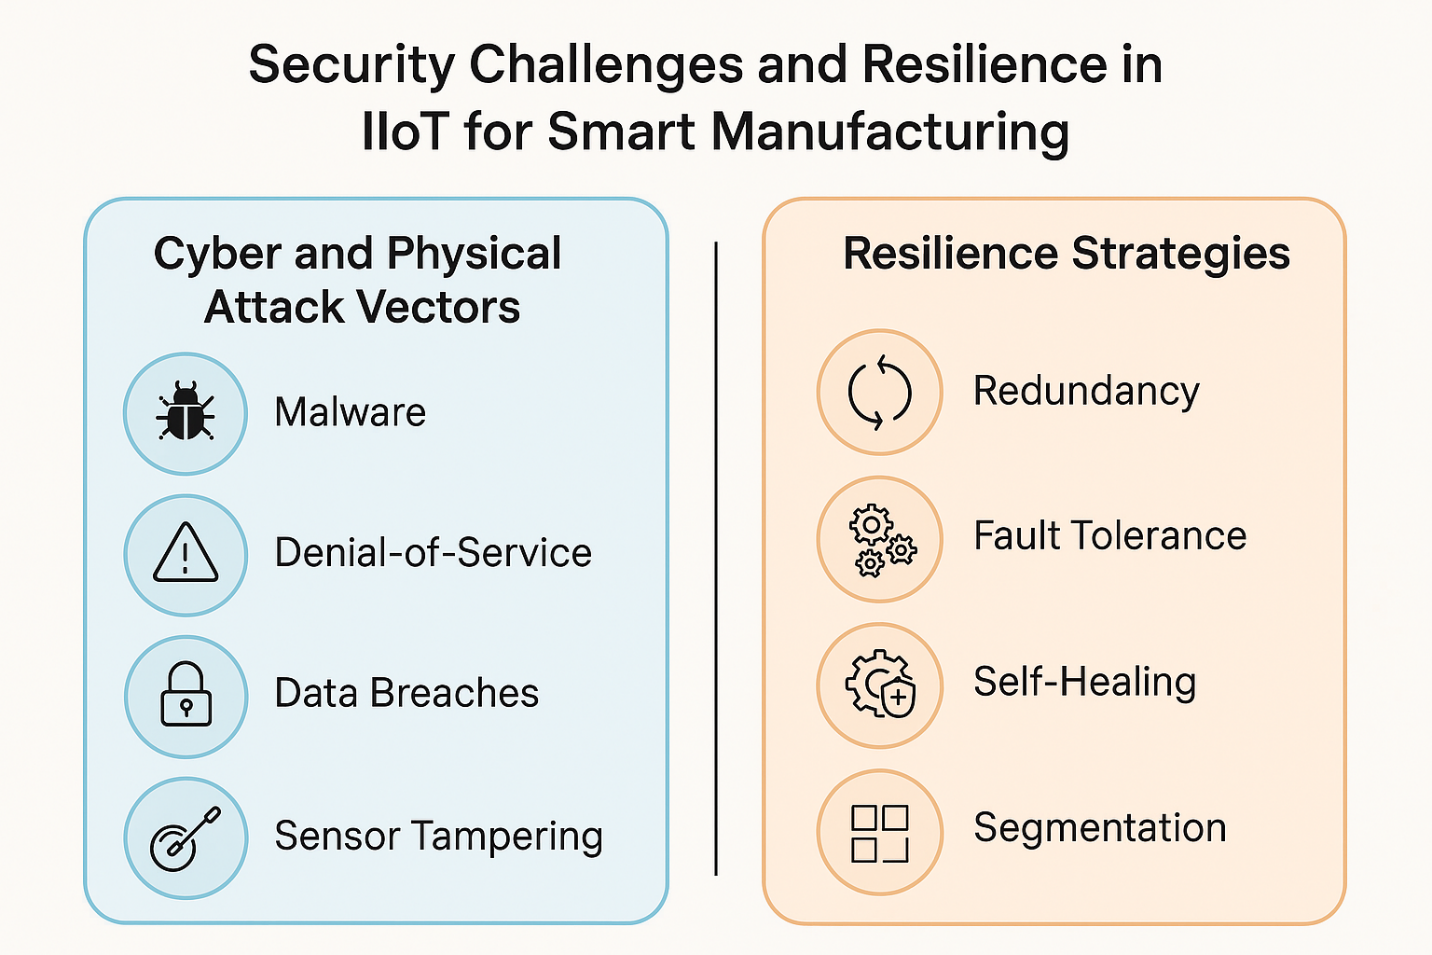 Security Challenges and Resilience in
IIoT for Smart Manufacturing
Cyber and Physical
Attack Vectors
Malware
Denial-of-Service
Data Breaches
Sensor Tampering
Resilience Strategies
Redundancy
Fault Tolerance
Self-Healing
Segmentation